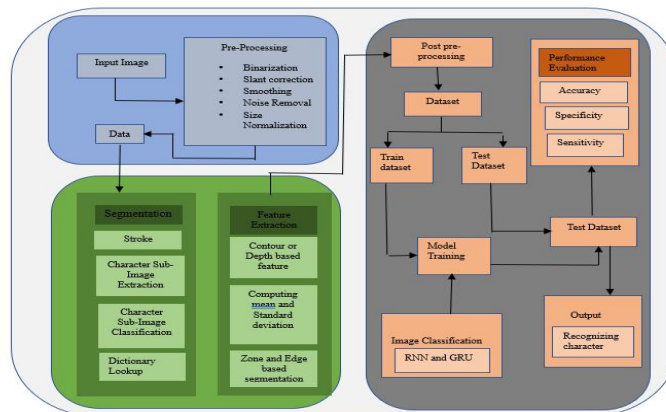 Input Image
Pre-Processing
• Binarization
• Slant correction
• Smoothing
• Noise Removal
• Size
Normalization
Data
Segmentation
Stroke
Character Sub-
Image
Extraction
Character
Sub-Image
Classification
Dictionary
Lookup
Feature
Extraction
Contour or
Depth based
feature
Computing
mean and
Standard
deviation
Zone and Edge
based
segmentation
Post pre-
processing
Dataset
Train
dataset
Test
Dataset
Model
Training
Image Classification
RNN and GRU
Performance
Evaluation
Accuracy
Specificity
Sensitivity
Test Dataset
Output
Recognizing
character